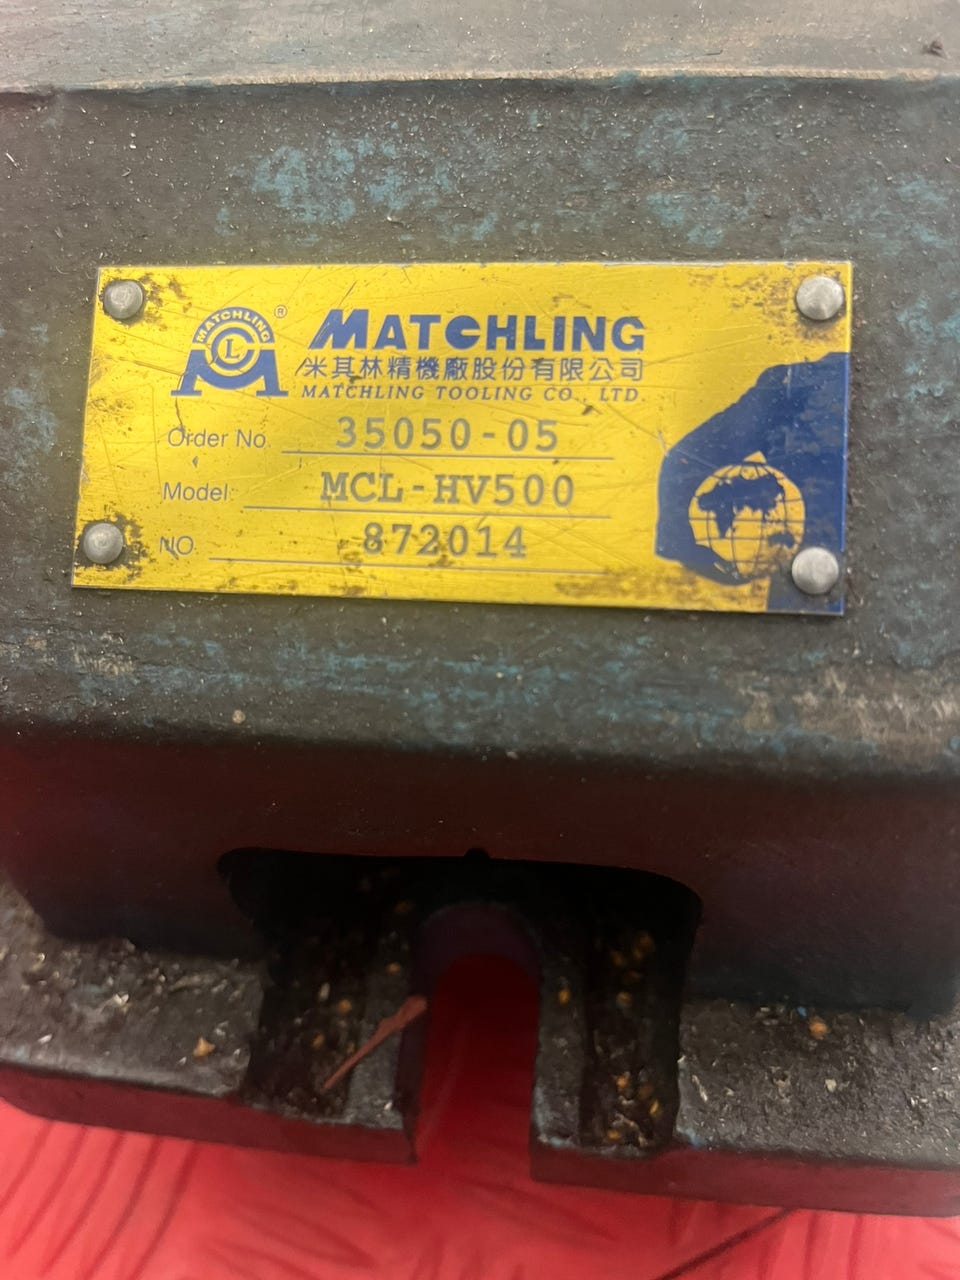 MATCHLING
L
®
MATCHLING
米其林精機廠股份有限公司
MATCHLING TOOLING CO., LTD.
Order No. 35050-05
Model: MCL-HV500
NO. 872014